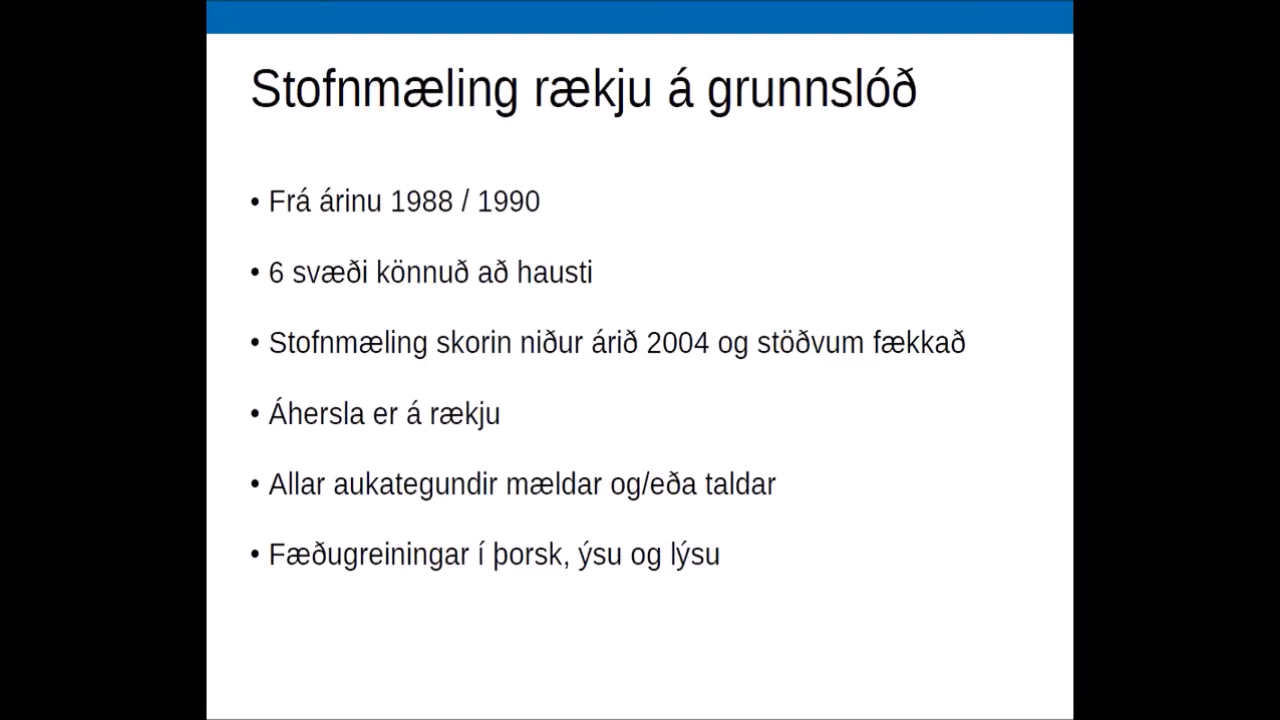 Stofnmæling rækju á grunnslóð
• Frá árinu 1988 / 1990
• 6 svæði könnuð að hausti
• Stofnmæling skorin niður árið 2004 og stöðvum fækkað
• Áhersla er á rækju
• Allar aukategundir mældar og/eða taldar
• Fæðugreiningar í þorsk, ýsu og lýsu